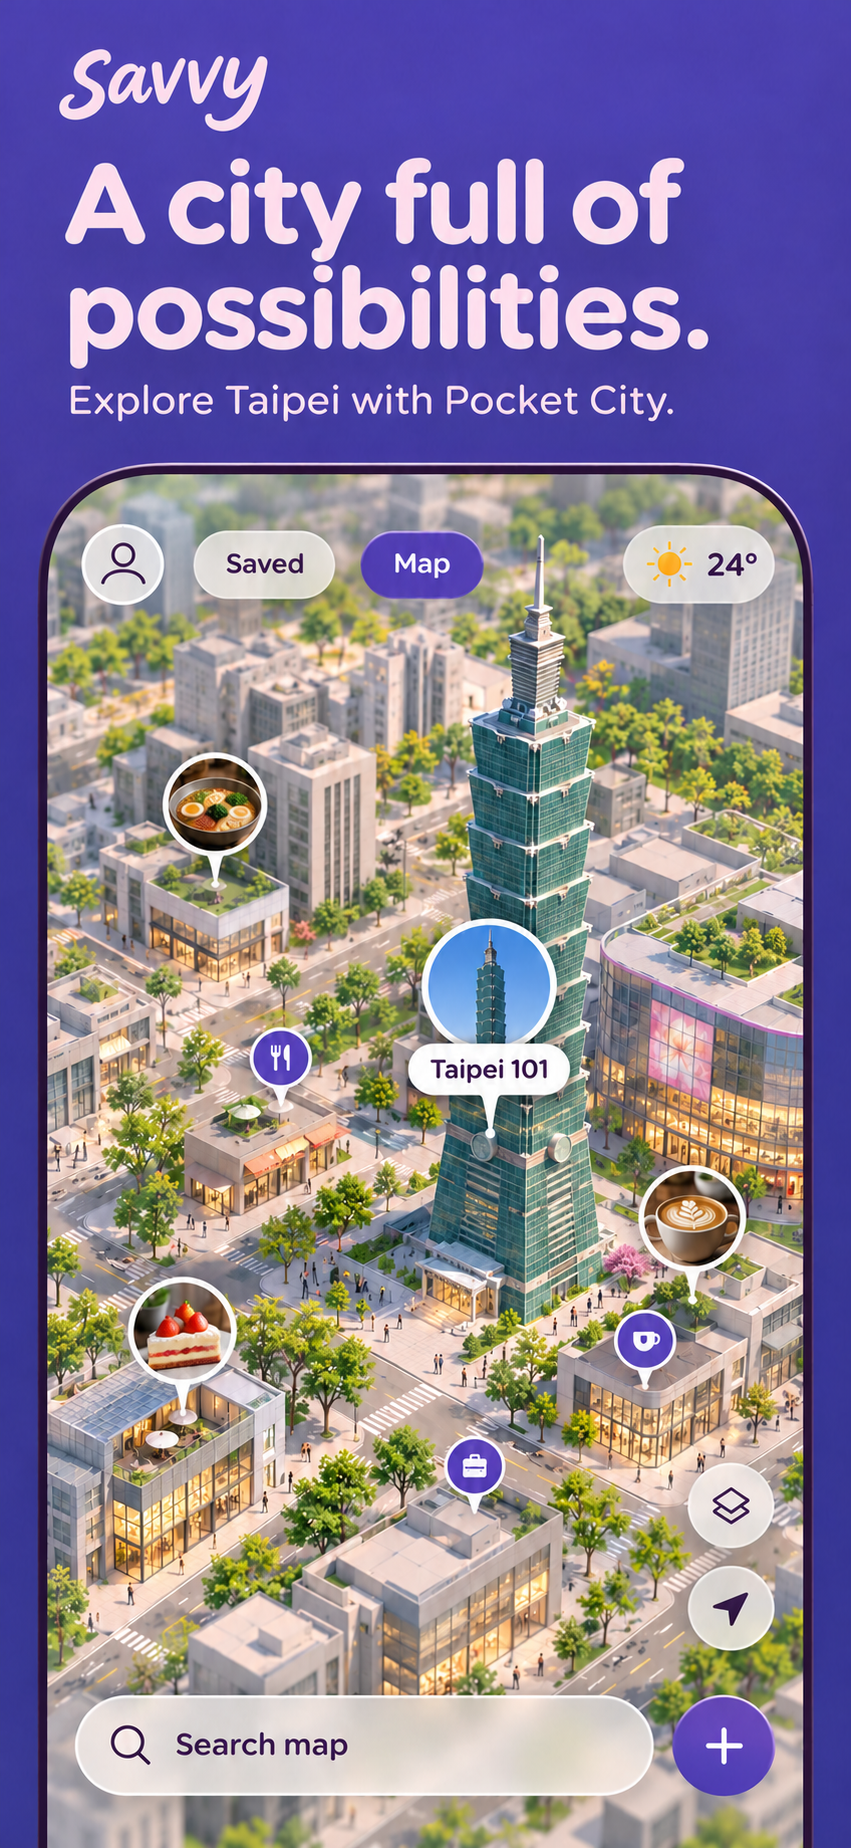 Savvy
A city full of
possibilities.
Explore Taipei with Pocket City.
Saved
Map
24°
Taipei 101
Search map